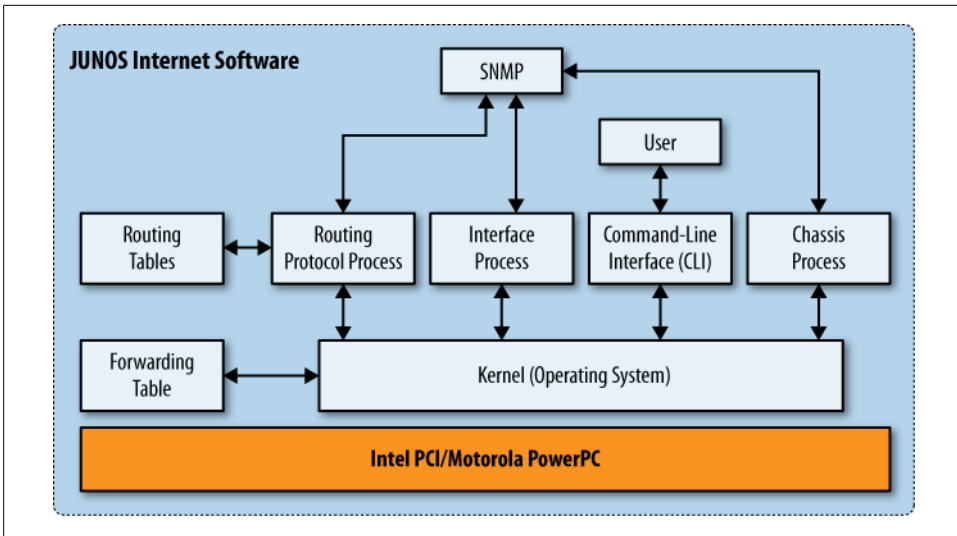 JUNOS Internet Software
SNMP
User
Routing
Tables
Routing
Protocol Process
Interface
Process
Command-Line
Interface (CLI)
Chassis
Process
Forwarding
Table
Kernel (Operating System)
Intel PCI/Motorola PowerPC